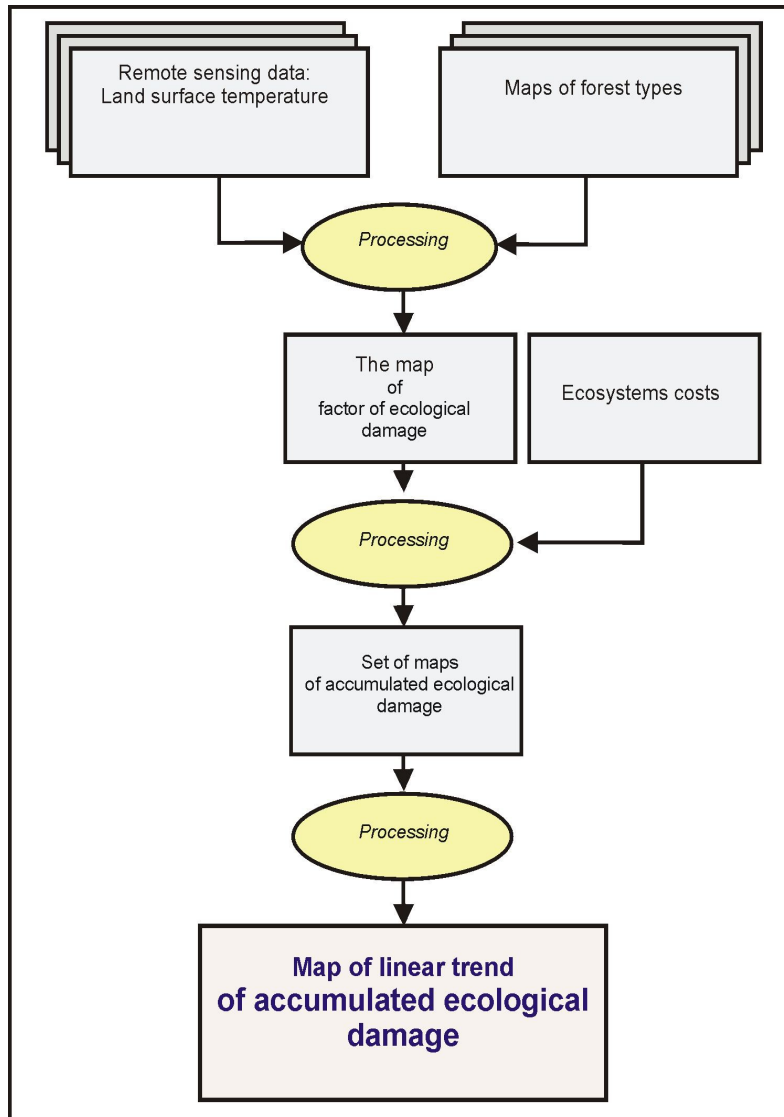 Remote sensing data:
Land surface temperature
Maps of forest types
Processing
The map
of
factor of ecological
damage
Ecosystems costs
Processing
Set of maps
of accumulated ecological
damage
Processing
Map of linear trend
of accumulated ecological
damage